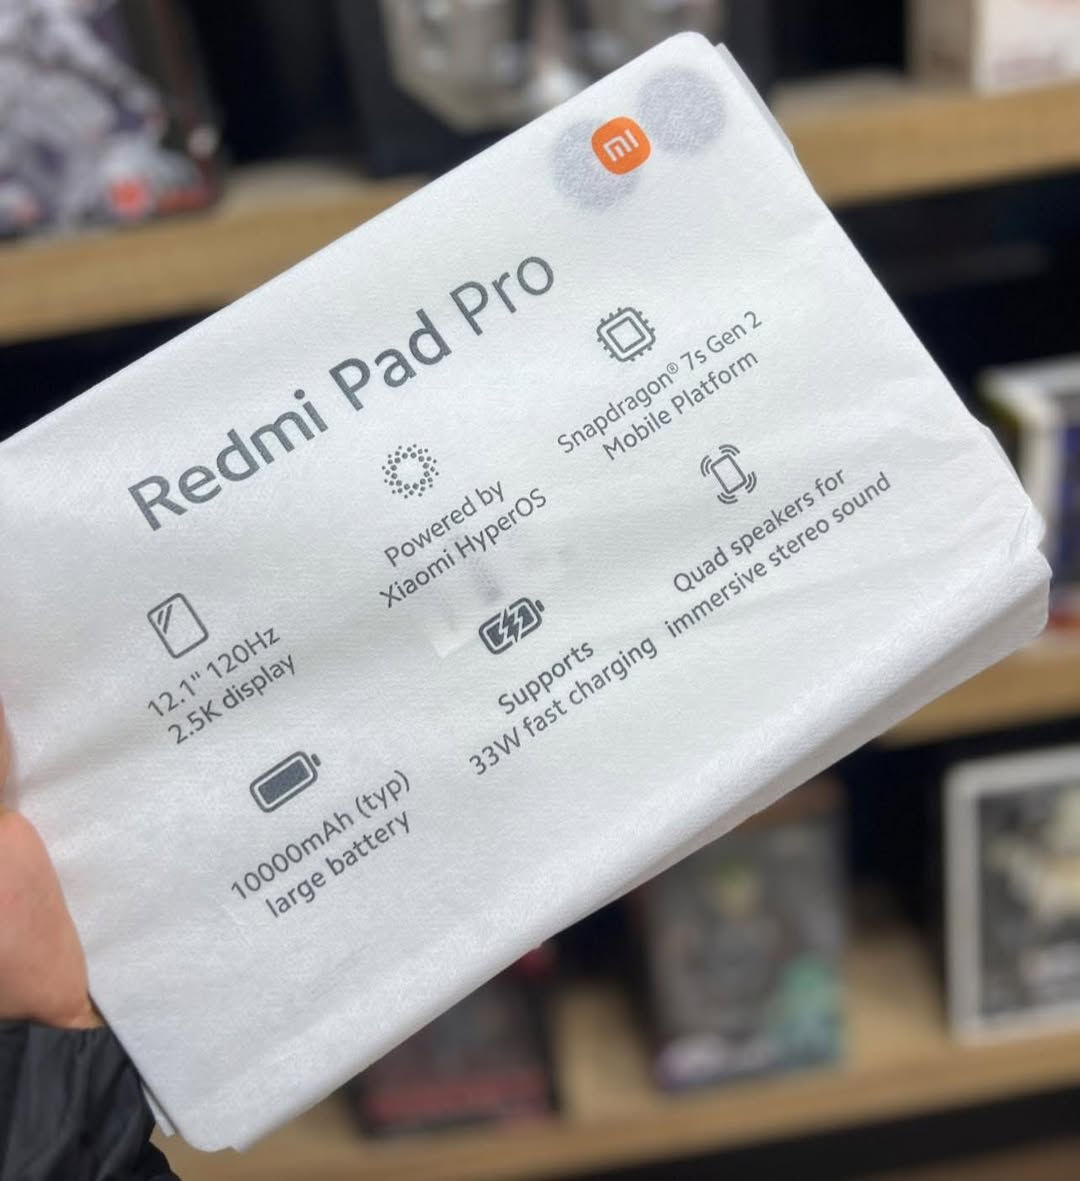 mi
Redmi Pad Pro
12.1" 120Hz
2.5K display
Powered by
Xiaomi HyperOS
Snapdragon® 7s Gen 2
Mobile Platform
10000mAh (typ)
large battery
Supports
33W fast charging
Quad speakers for
immersive stereo sound